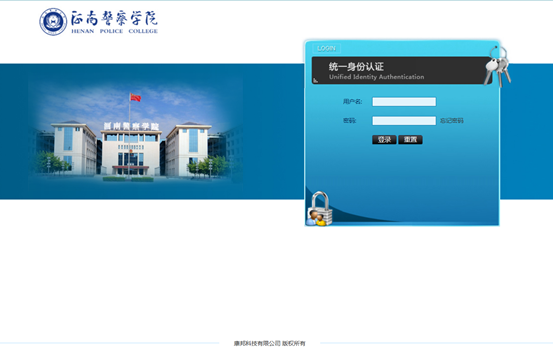 河南警察学院
HENAN POLICE COLLEGE
LOGIN
统一身份认证
Unified Identity Authentication
河南警察学院
用户名:
密码:
忘记密码
登录 重置
康邦科技有限公司 版权所有